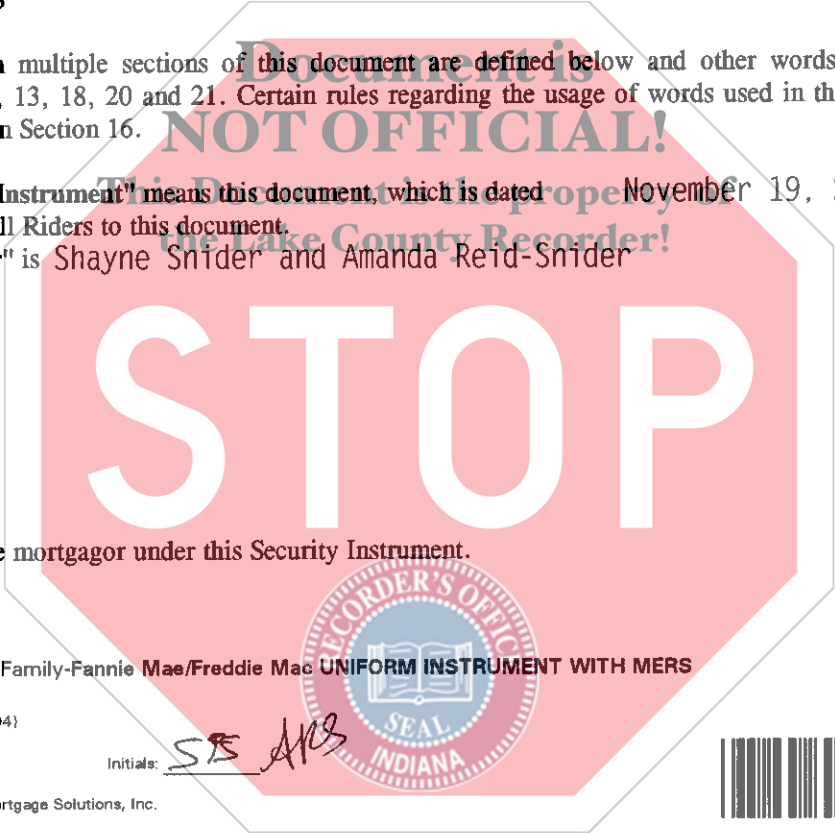 multiple sections of this document are defined below and other words
Document is
, 13, 18, 20 and 21. Certain rules regarding the usage of words used in
n Section 16.
NOT OFFICIAL!
Instrument" means this document, which is dated November 19,
This Document is the property of
ll Riders to this document.
the Lake County Recorder!
" is Shayne Snider and Amanda Reid-Snider
STOP
mortgagor under this Security Instrument.
RECORDER'S OFFICE
SEAL
INDIANA
Family-Fannie Mae/Freddie Mac UNIFORM INSTRUMENT WITH MERS
Initials: SPS ARS
rtgage Solutions, Inc.